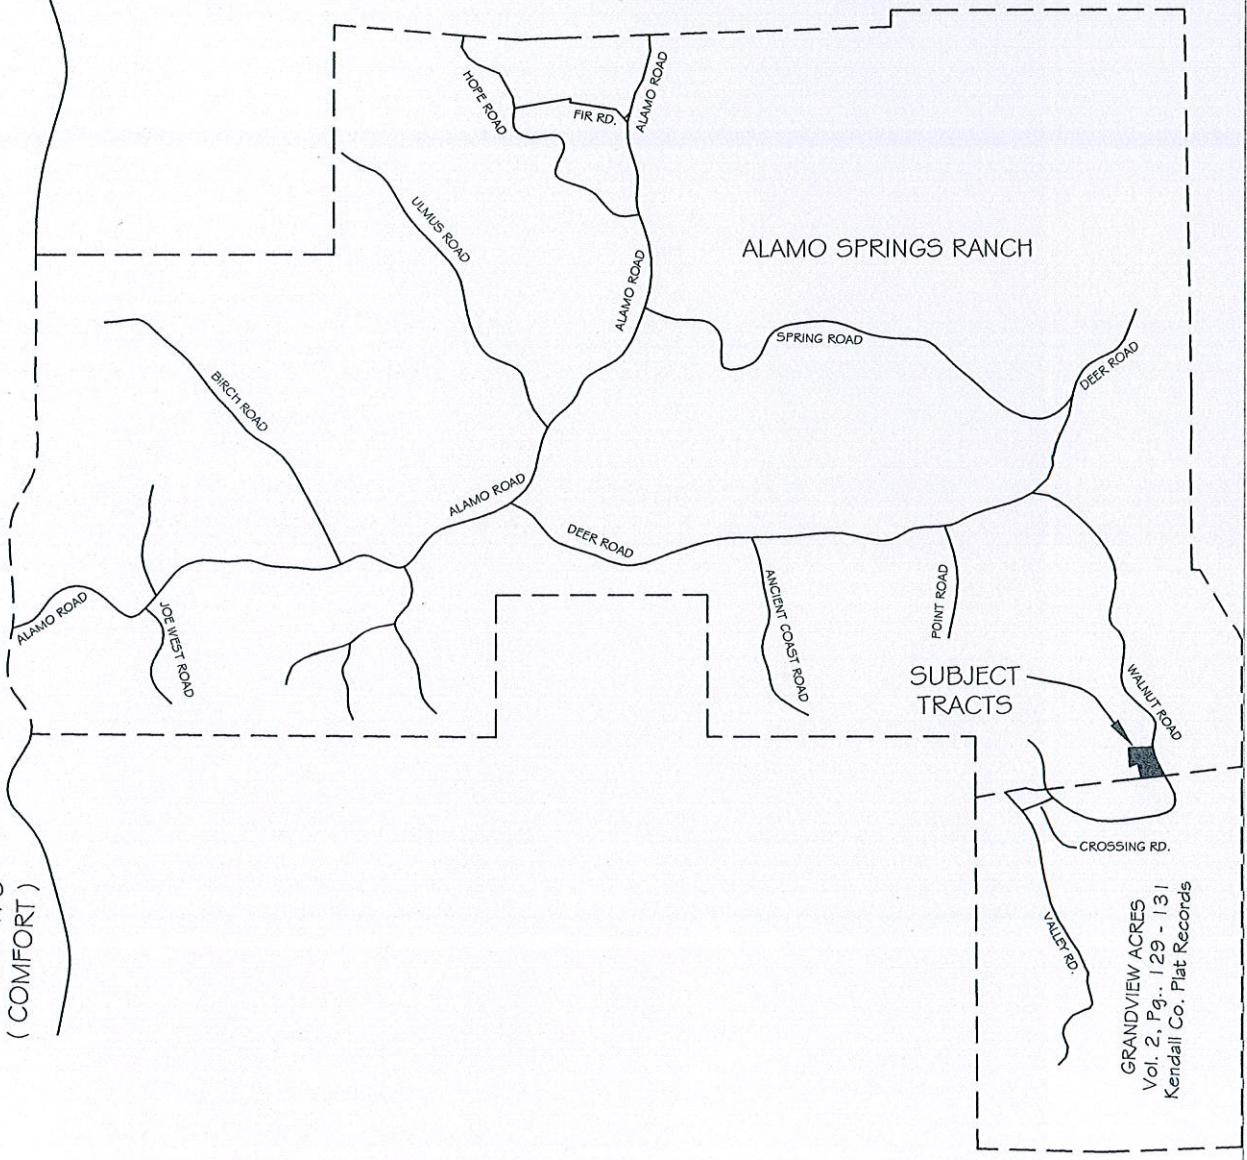 HOPE ROAD
FIR RD.
ALAMO ROAD
ULMUS ROAD
ALAMO SPRINGS RANCH
ALAMO ROAD
SPRING ROAD
DEER ROAD
BIRCH ROAD
ALAMO ROAD
DEER ROAD
ALAMO ROAD
JOE WEST ROAD
ANCIENT COAST ROAD
POINT ROAD
SUBJECT
TRACTS
WALNUT ROAD
CROSSING RD.
VALLEY RD.
( COMFORT )
GRANDVIEW ACRES
Vol. 2, Pg.. 129 - 131
Kendall Co. Plat Records